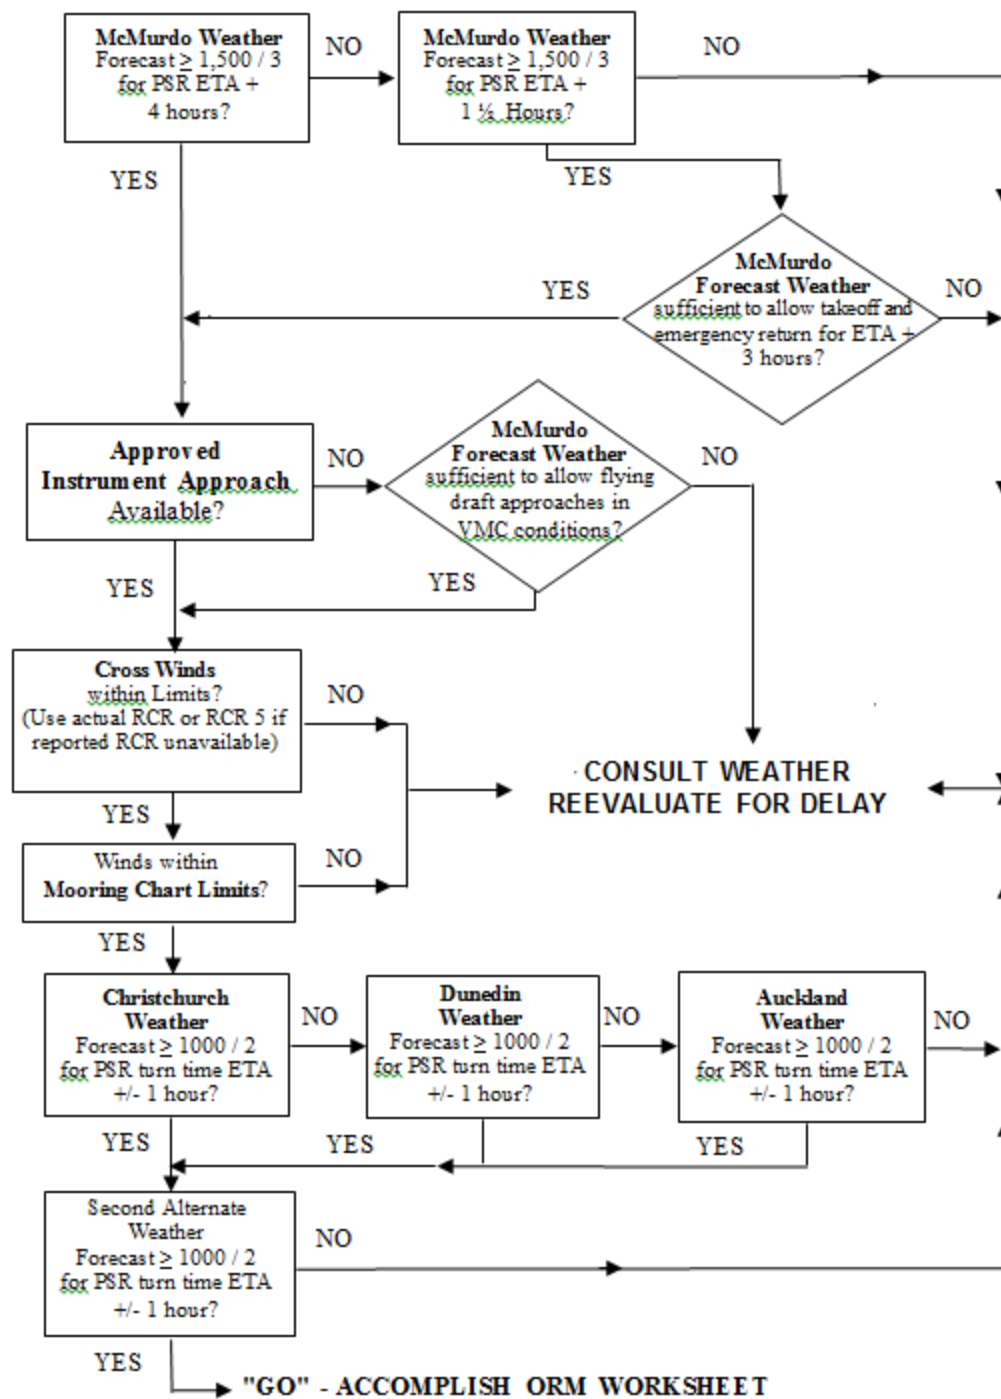 McMurdo Weather
Forecast ≥ 1,500 / 3
for PSR ETA +
4 hours?
NO
McMurdo Weather
Forecast ≥ 1,500 / 3
for PSR ETA +
1 ½ Hours?
NO
YES
YES
McMurdo
Forecast Weather
sufficient to allow takeoff and
emergency return for ETA +
3 hours?
YES
NO
Approved
Instrument Approach
Available?
NO
McMurdo
Forecast Weather
sufficient to allow flying
draft approaches in
VMC conditions?
NO
YES
YES
Cross Winds
within Limits?
(Use actual RCR or RCR 5 if
reported RCR unavailable)
NO
CONSULT WEATHER
REEVALUATE FOR DELAY
YES
Winds within
Mooring Chart Limits?
NO
YES
Christchurch
Weather
Forecast ≥ 1000 / 2
for PSR turn time ETA
+/- 1 hour?
NO
Dunedin
Weather
Forecast ≥ 1000 / 2
for PSR turn time ETA
+/- 1 hour?
NO
Auckland
Weather
Forecast ≥ 1000 / 2
for PSR turn time ETA
+/- 1 hour?
NO
YES
YES
YES
Second Alternate
Weather
Forecast ≥ 1000 / 2
for PSR turn time ETA
+/- 1 hour?
NO
YES
"GO" - ACCOMPLISH ORM WORKSHEET